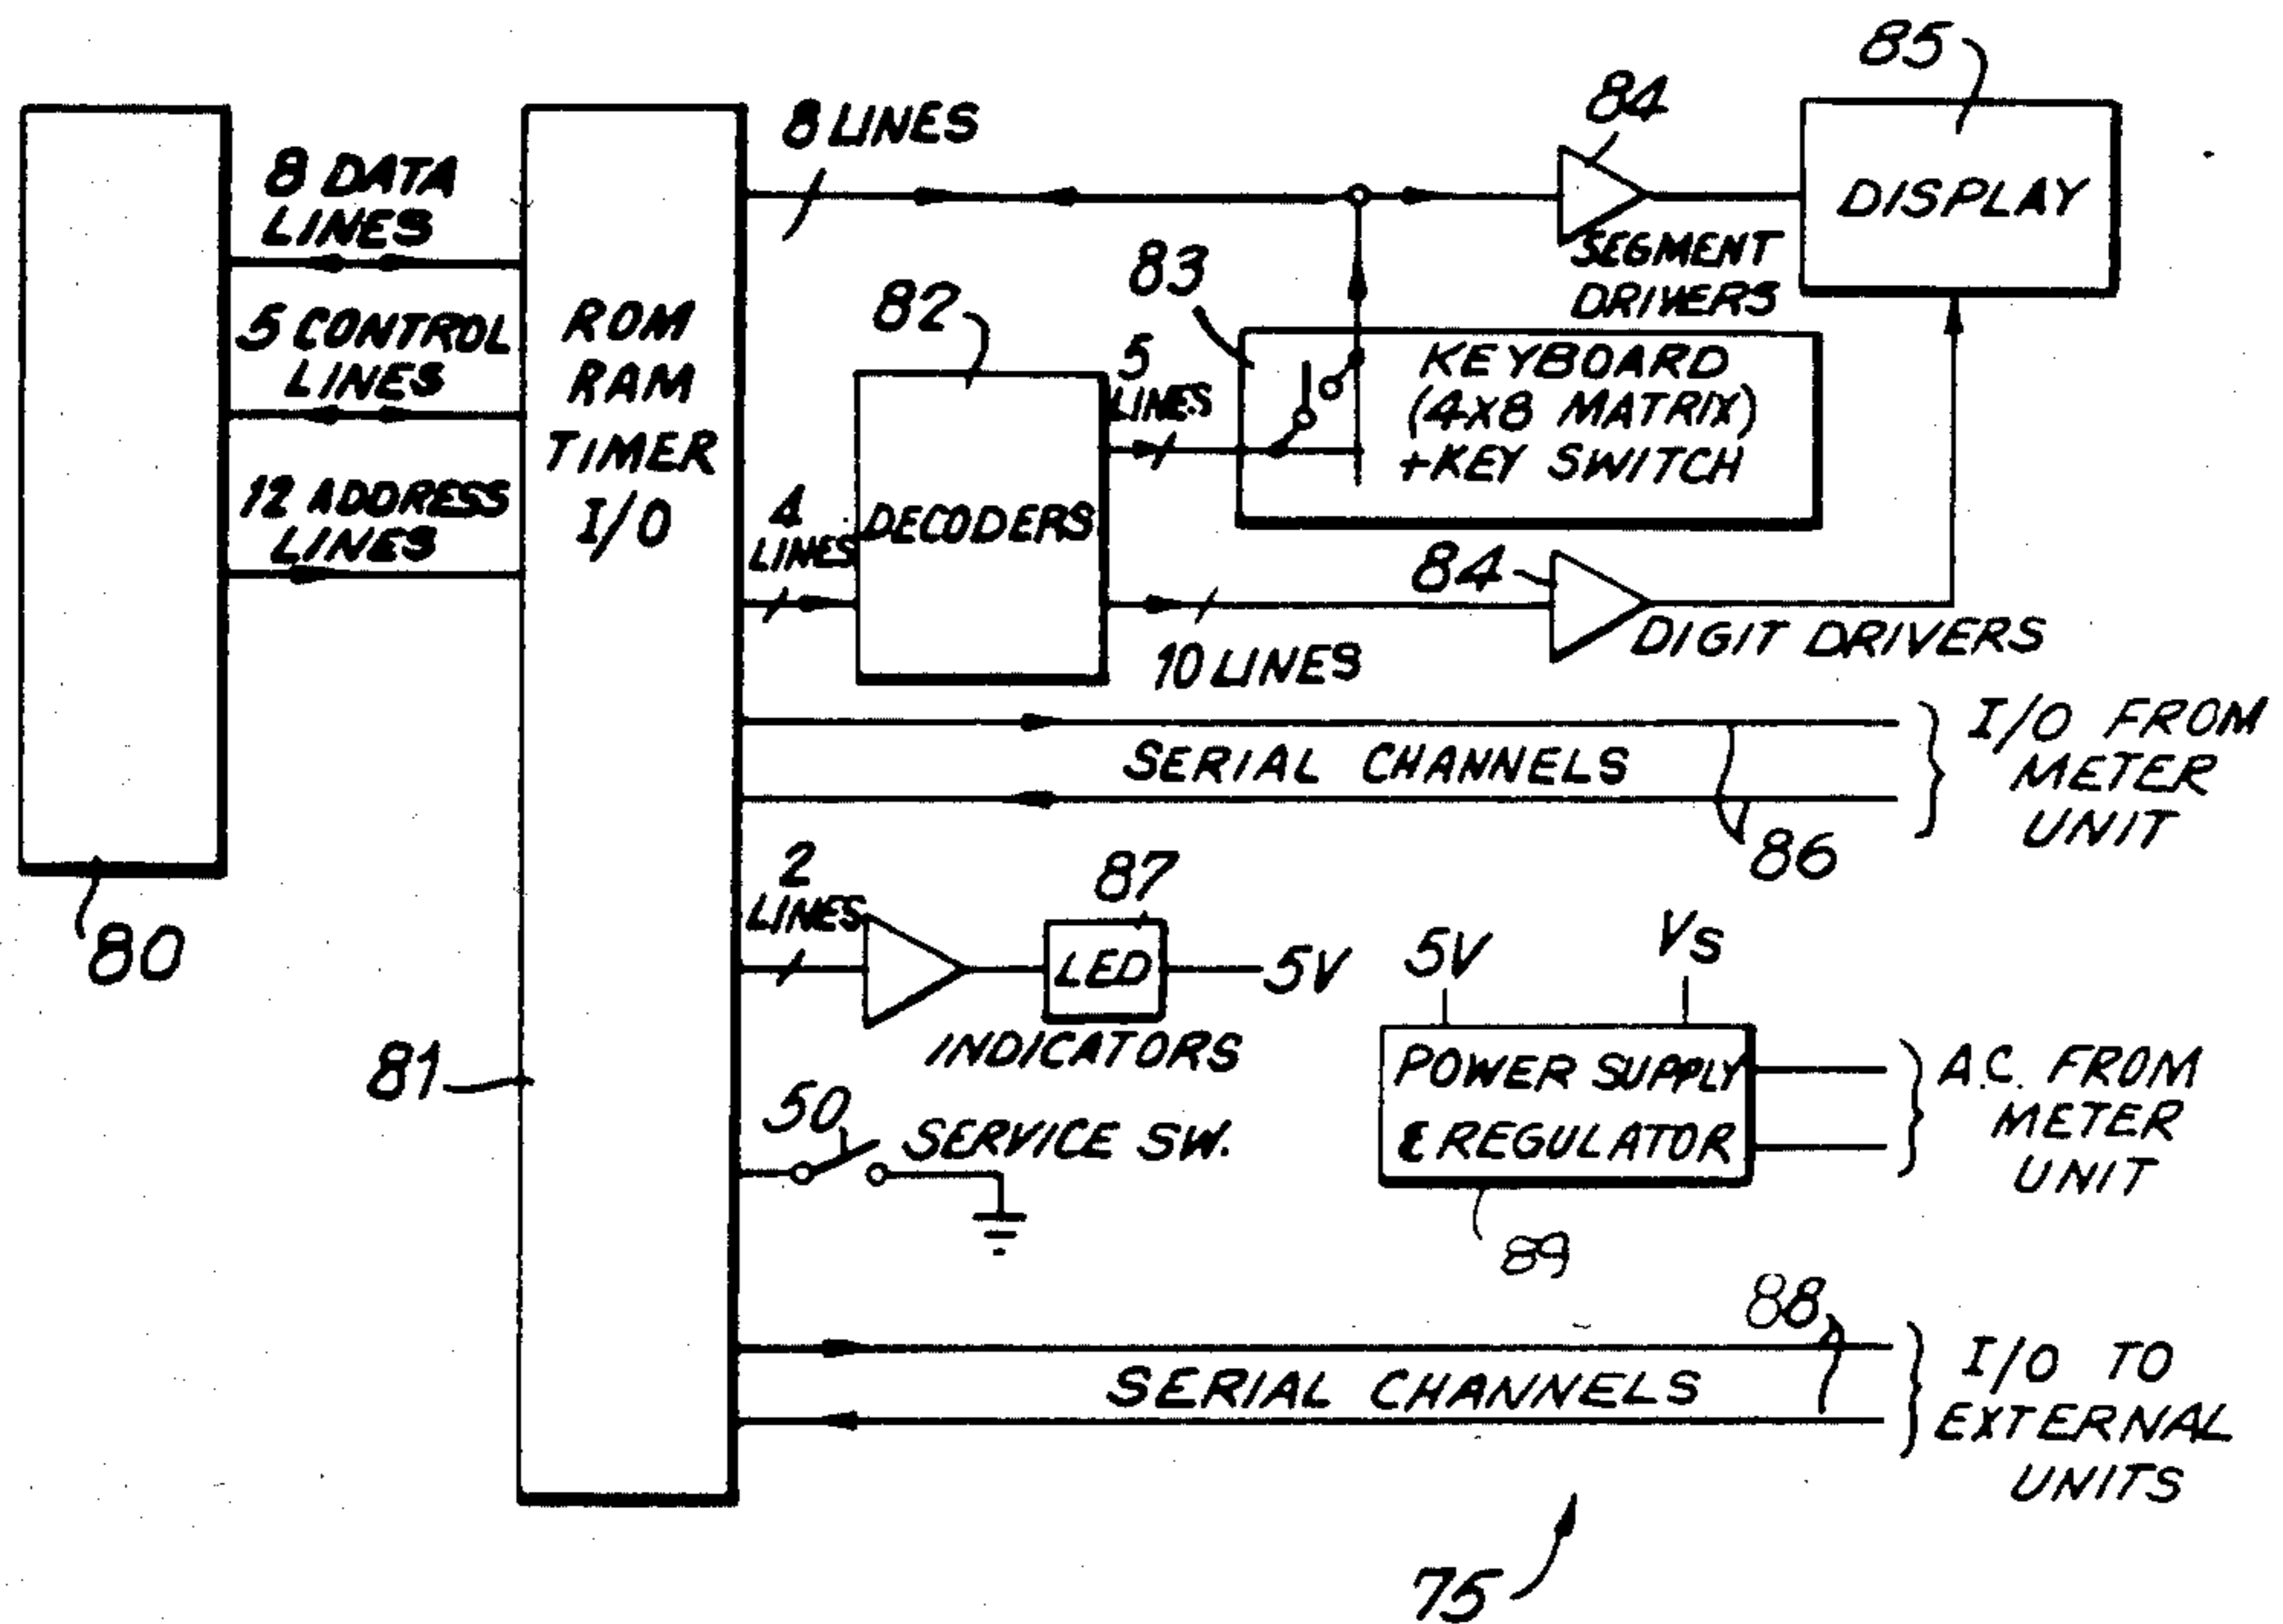 85
84
8 LINES
DISPLAY
8 DATA
LINES
SEGMENT
DRIVERS
83
82
5 CONTROL
LINES
ROM
RAM
TIMER
I/O
5
LINES
KEYBOARD
(4X8 MATRIX)
+KEY SWITCH
12 ADDRESS
LINES
4
LINES
DECODERS
84
DIGIT DRIVERS
10 LINES
I/O FROM
METER
UNIT
SERIAL CHANNELS
86
2
LINES
87
LED
5V
INDICATORS
80
5V
VS
POWER SUPPLY
& REGULATOR
A.C. FROM
METER
UNIT
81
50
SERVICE SW.
89
88
SERIAL CHANNELS
I/O TO
EXTERNAL
UNITS
75